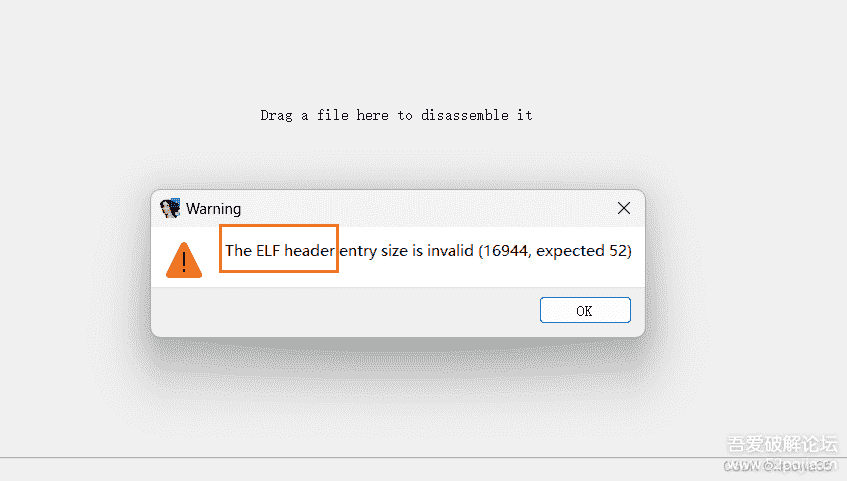 Drag a file here to disassemble it
Warning
The ELF header entry size is invalid (16944, expected 52)
OK
吾爱破解论坛